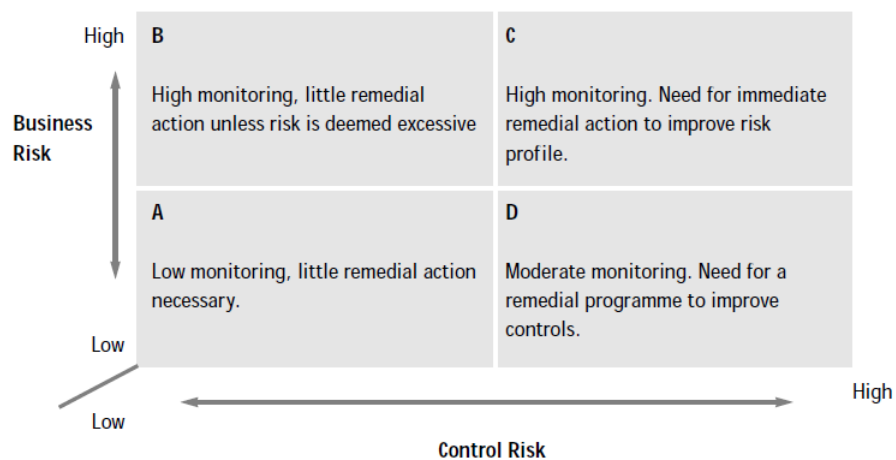 High
B
C
High monitoring, little remedial
action unless risk is deemed excessive
High monitoring. Need for immediate
remedial action to improve risk
profile.
Business
Risk
A
D
Low monitoring, little remedial action
necessary.
Moderate monitoring. Need for a
remedial programme to improve
controls.
Low
High
Low
Control Risk